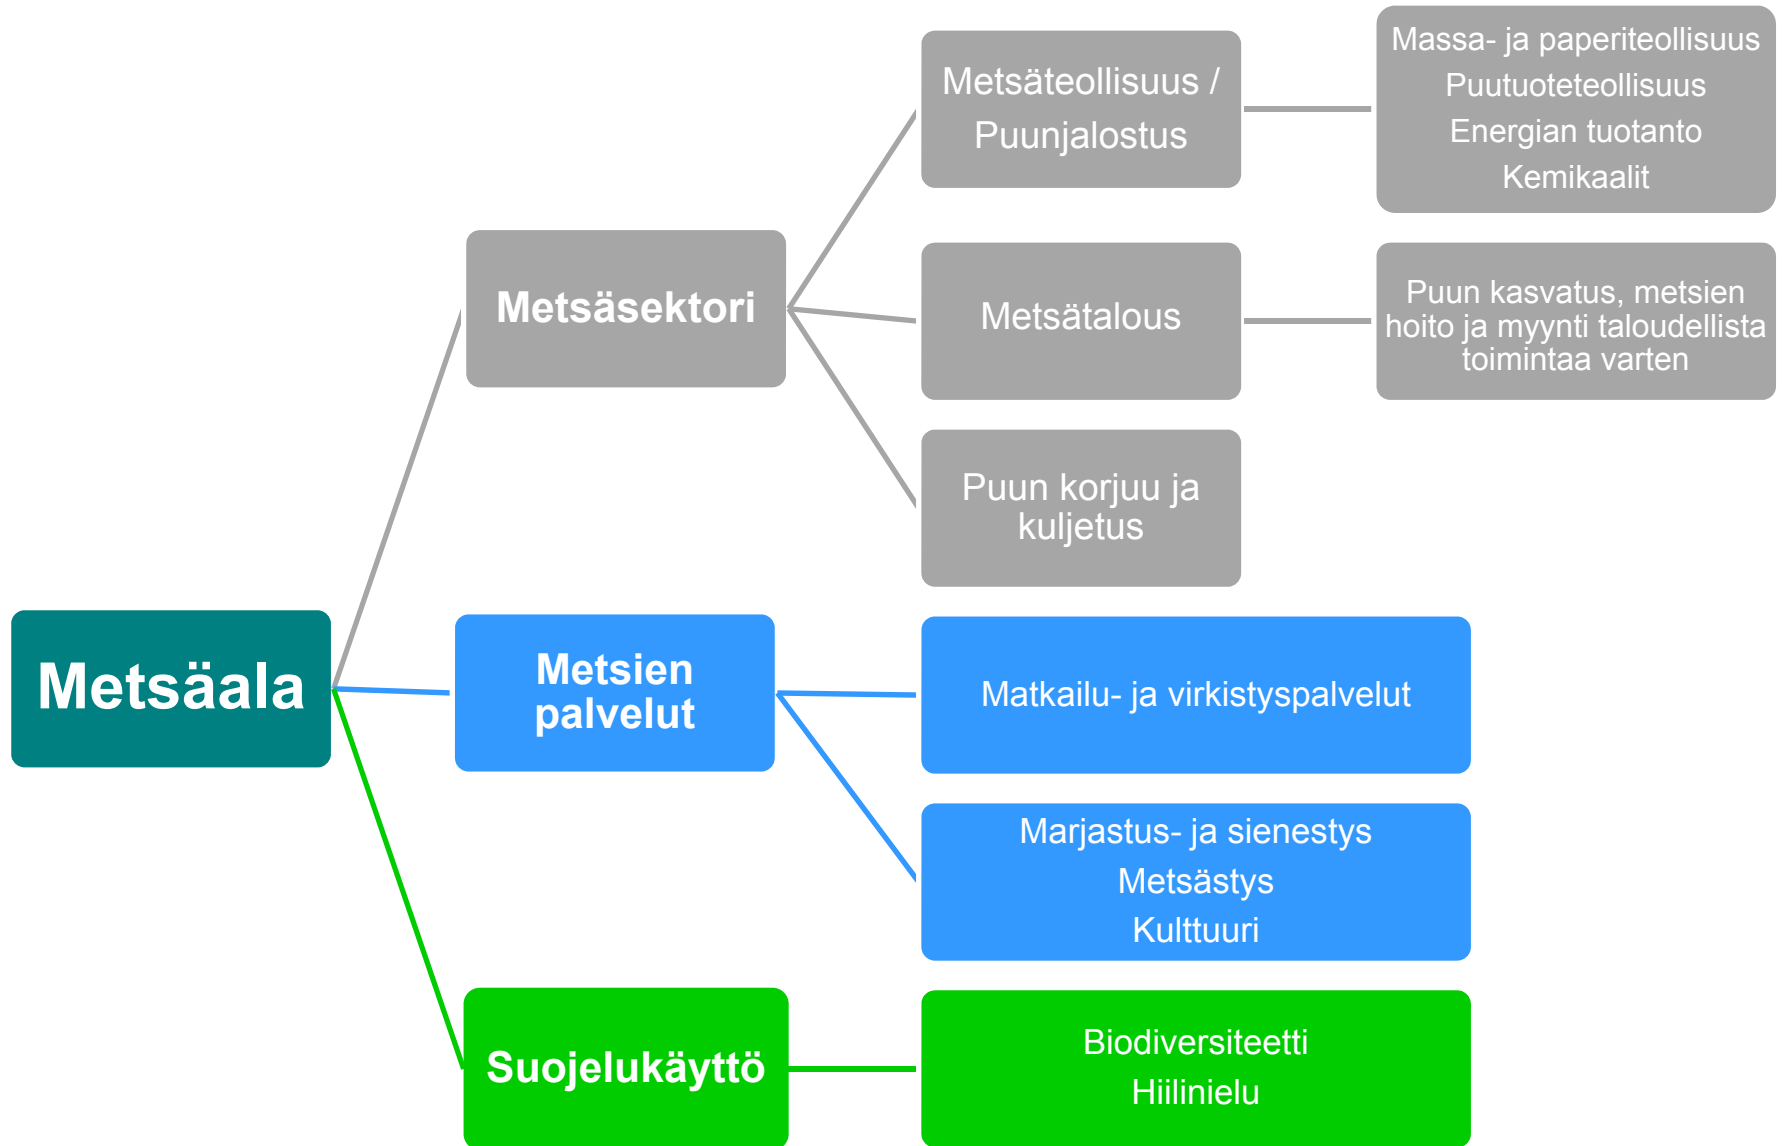 Metsäala
Metsäsektori
Metsäteollisuus /
Puunjalostus
Massa- ja paperiteollisuus
Puutuoteteollisuus
Energian tuotanto
Kemikaalit
Metsätalous
Puun kasvatus, metsien
hoito ja myynti taloudellista
toimintaa varten
Puun korjuu ja
kuljetus
Metsien
palvelut
Matkailu- ja virkistyspalvelut
Marjastus- ja sienestys
Metsästys
Kulttuuri
Suojelukäyttö
Biodiversiteetti
Hiilinielu